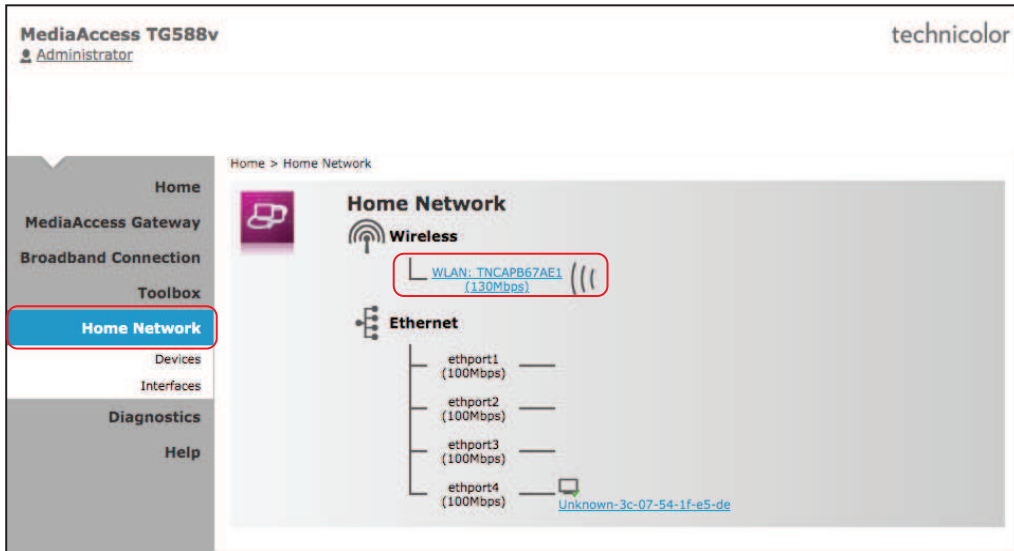 MediaAccess TG588v
technicolor
Administrator
Home > Home Network
Home
MediaAccess Gateway
Broadband Connection
Toolbox
Home Network
Devices
Interfaces
Diagnostics
Help
Home Network
Wireless
WLAN: TNCAPB67AE1
(130Mbps)
Ethernet
ethport1
(100Mbps)
ethport2
(100Mbps)
ethport3
(100Mbps)
ethport4
(100Mbps)
Unknown-3c-07-54-1f-e5-de